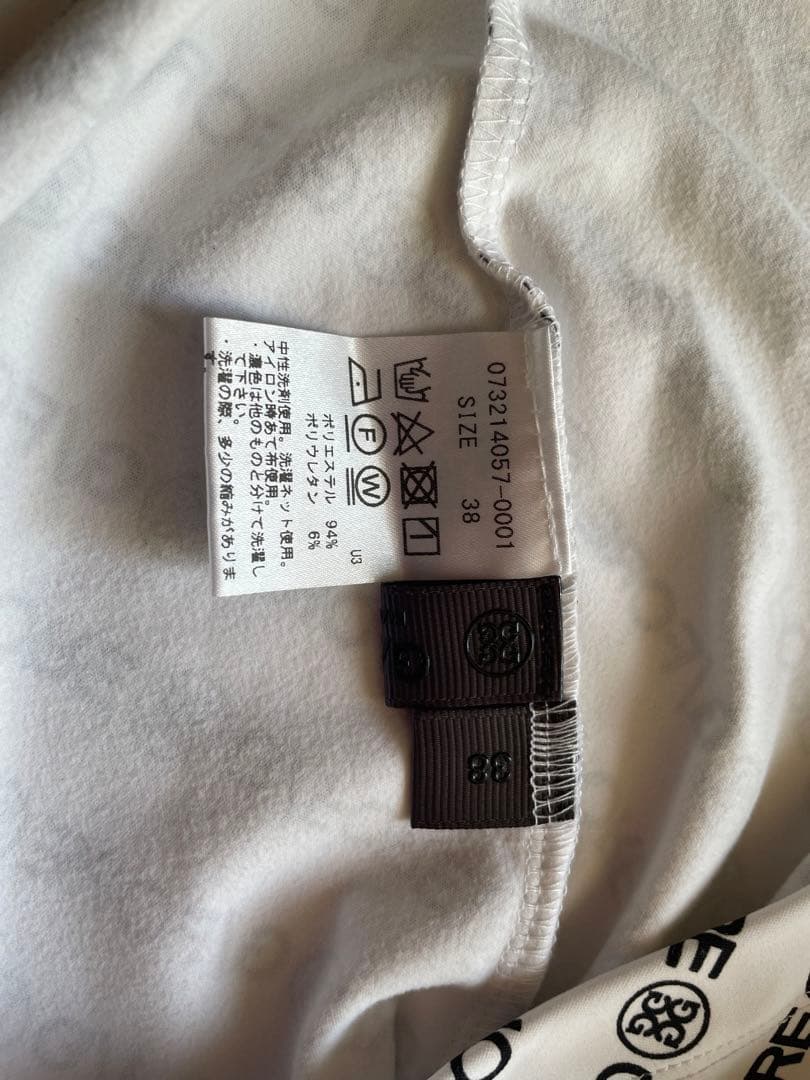 073214057-0001
SIZE 38
F W
ポリエステル 94%
ポリウレタン 6%
U3
中性洗剤使用。洗濯ネット使用。
アイロン時あて布使用。
・濃色は他のものと分けて洗濯し
て下さい。
・洗濯の際、多少の縮みがありま
す
38
GGGG